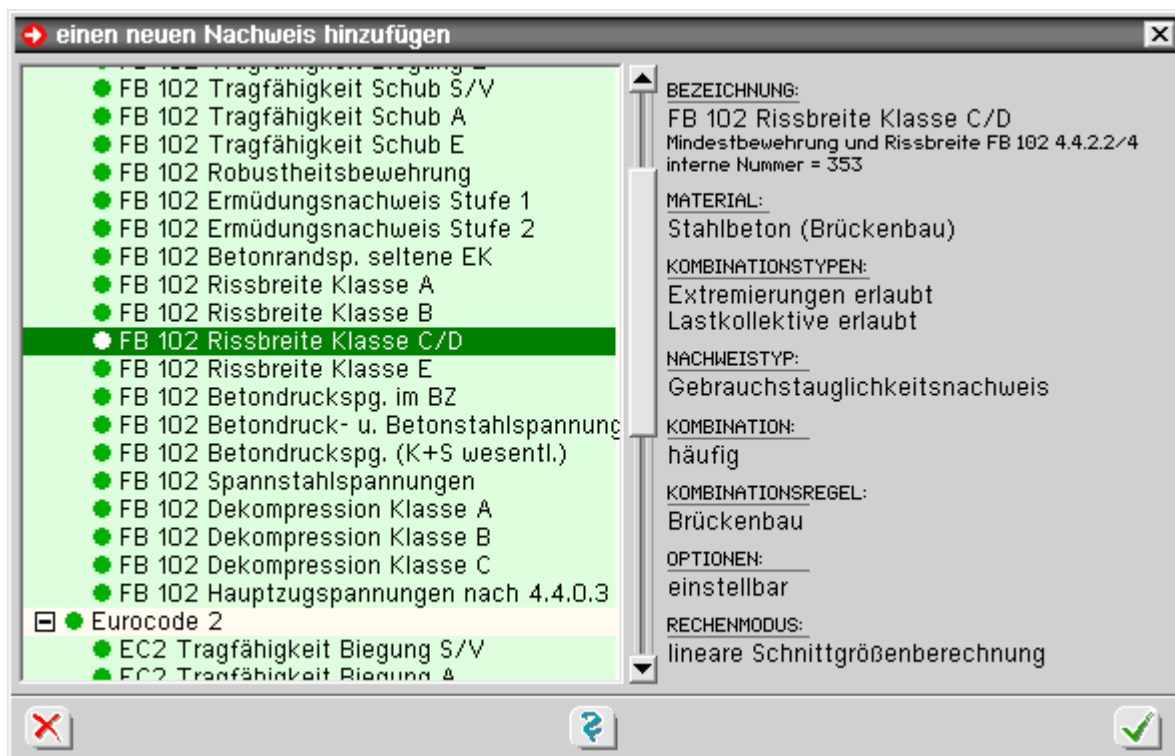 einen neuen Nachweis hinzufügen
FB 102 Tragfähigkeit Schub S/V
FB 102 Tragfähigkeit Schub A
FB 102 Tragfähigkeit Schub E
FB 102 Robustheitsbewehrung
FB 102 Ermüdungsnachweis Stufe 1
FB 102 Ermüdungsnachweis Stufe 2
FB 102 Betonrandsp. seltene EK
FB 102 Rissbreite Klasse A
FB 102 Rissbreite Klasse B
FB 102 Rissbreite Klasse C/D
FB 102 Rissbreite Klasse E
FB 102 Betondruckspg. im BZ
FB 102 Betondruck- u. Betonstahlspannung
FB 102 Betondruckspg. (K+S wesentl.)
FB 102 Spannstahlspannungen
FB 102 Dekompression Klasse A
FB 102 Dekompression Klasse B
FB 102 Dekompression Klasse C
FB 102 Hauptzugspannungen nach 4.4.0.3
Eurocode 2
EC2 Tragfähigkeit Biegung S/V
EC2 Tragfähigkeit Biegung A
BEZEICHNUNG:
FB 102 Rissbreite Klasse C/D
Mindestbewehrung und Rissbreite FB 102 4.4.2.2/4
interne Nummer = 353
MATERIAL:
Stahlbeton (Brückenbau)
KOMBINATIONSTYPEN:
Extremierungen erlaubt
Lastkollektive erlaubt
NACHWEISTYP:
Gebrauchstauglichkeitsnachweis
KOMBINATION:
häufig
KOMBINATIONSREGEL:
Brückenbau
OPTIONEN:
einstellbar
RECHENMODUS:
lineare Schnittgrößenberechnung